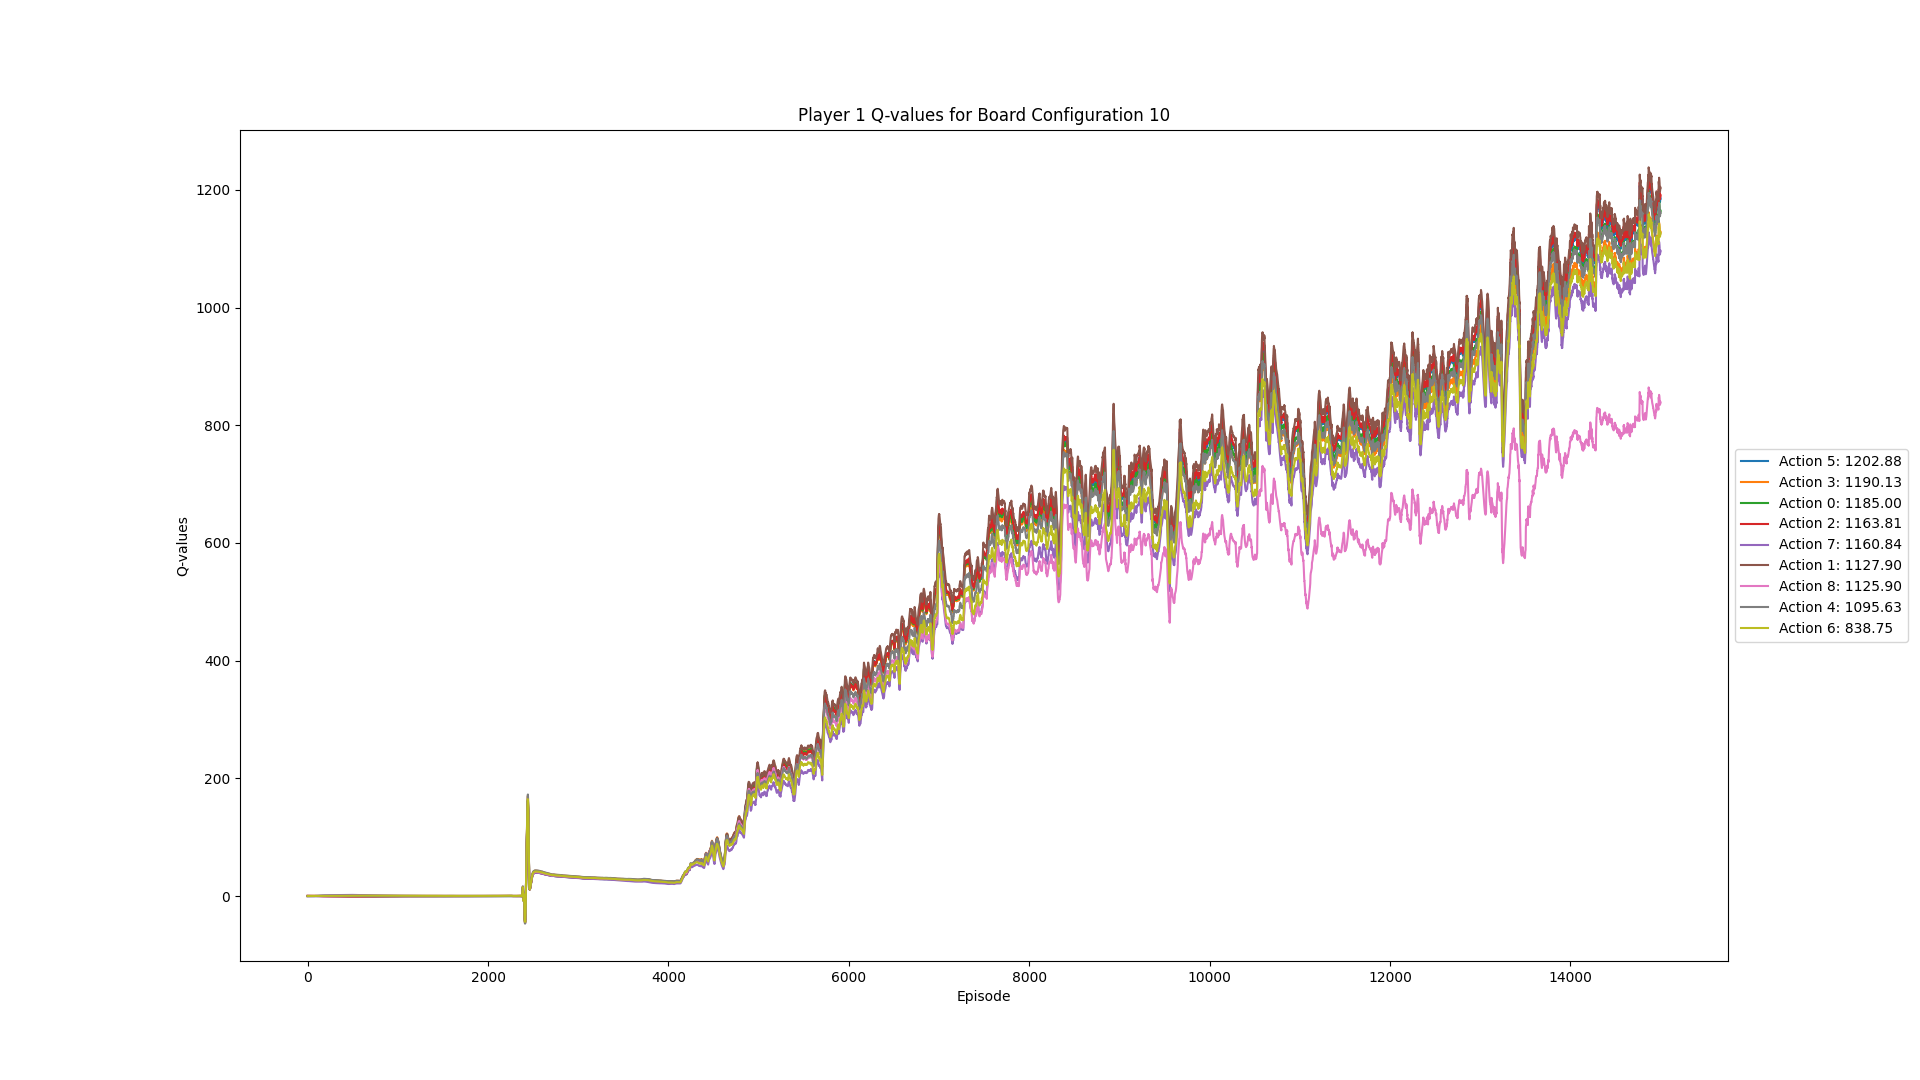 Player 1 Q-values for Board Configuration 10
Q-values
1200
1000
800
600
400
200
0
0 2000 4000 6000 8000 10000 12000 14000
Episode
Action 5: 1202.88
Action 3: 1190.13
Action 0: 1185.00
Action 2: 1163.81
Action 7: 1160.84
Action 1: 1127.90
Action 8: 1125.90
Action 4: 1095.63
Action 6: 838.75